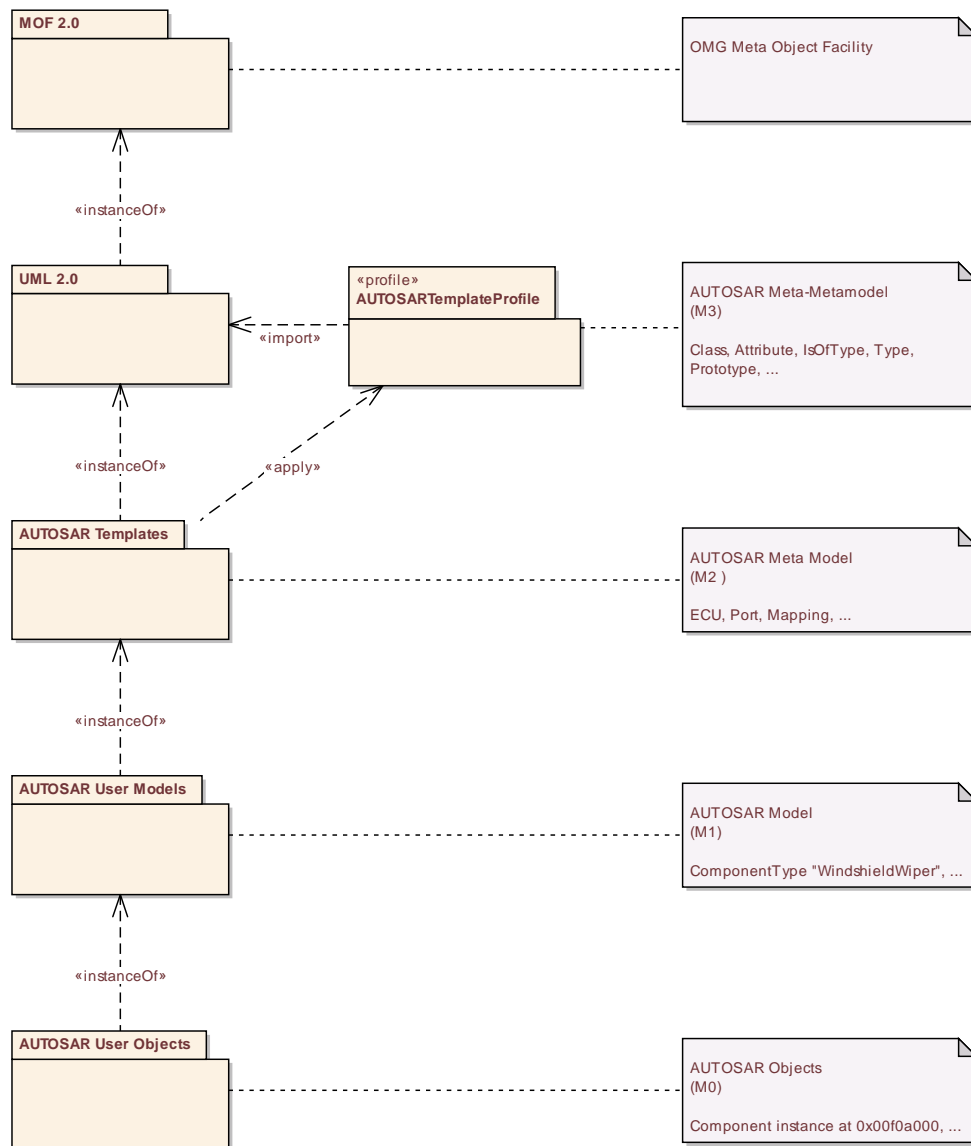 MOF 2.0
OMG Meta Object Facility
«instanceOf»
UML 2.0
«profile»
AUTOSARTemplateProfile
AUTOSAR Meta-Metamodel
(M3)
Class, Attribute, IsOfType, Type,
Prototype, ...
«import»
«instanceOf»
«apply»
AUTOSAR Templates
AUTOSAR Meta Model
(M2 )
ECU, Port, Mapping, ...
«instanceOf»
AUTOSAR User Models
AUTOSAR Model
(M1)
ComponentType "WindshieldWiper", ...
«instanceOf»
AUTOSAR User Objects
AUTOSAR Objects
(M0)
Component instance at 0x00f0a000, ...